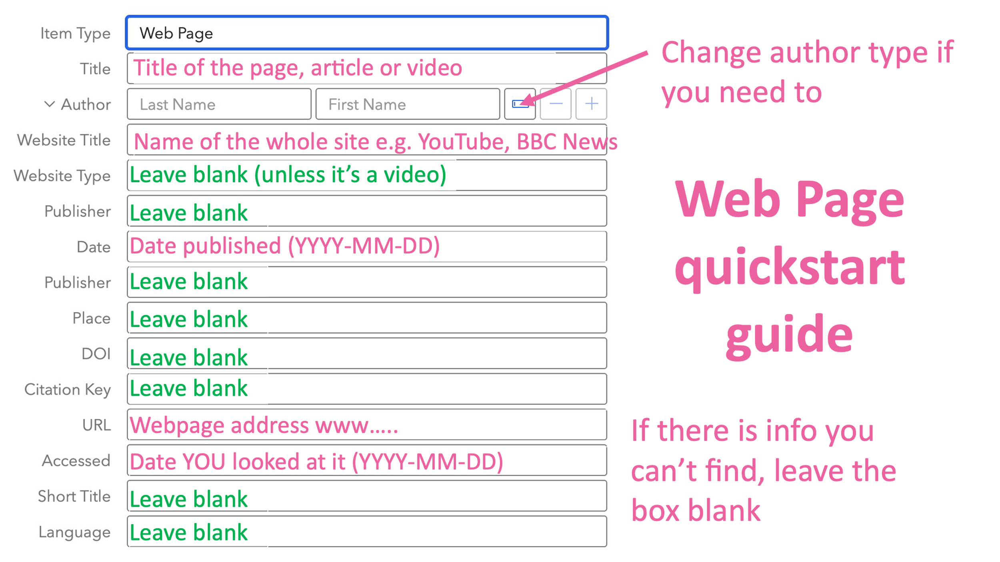 Item Type Web Page
Title Title of the page, article or video
Author Last Name First Name
Website Title Name of the whole site e.g. YouTube, BBC News
Website Type Leave blank (unless it’s a video)
Publisher Leave blank
Date Date published (YYYY-MM-DD)
Publisher Leave blank
Place Leave blank
DOI Leave blank
Citation Key Leave blank
URL Webpage address www.....
Accessed Date YOU looked at it (YYYY-MM-DD)
Short Title Leave blank
Language Leave blank
Change author type if
you need to
Web Page
quickstart
guide
If there is info you
can’t find, leave the
box blank